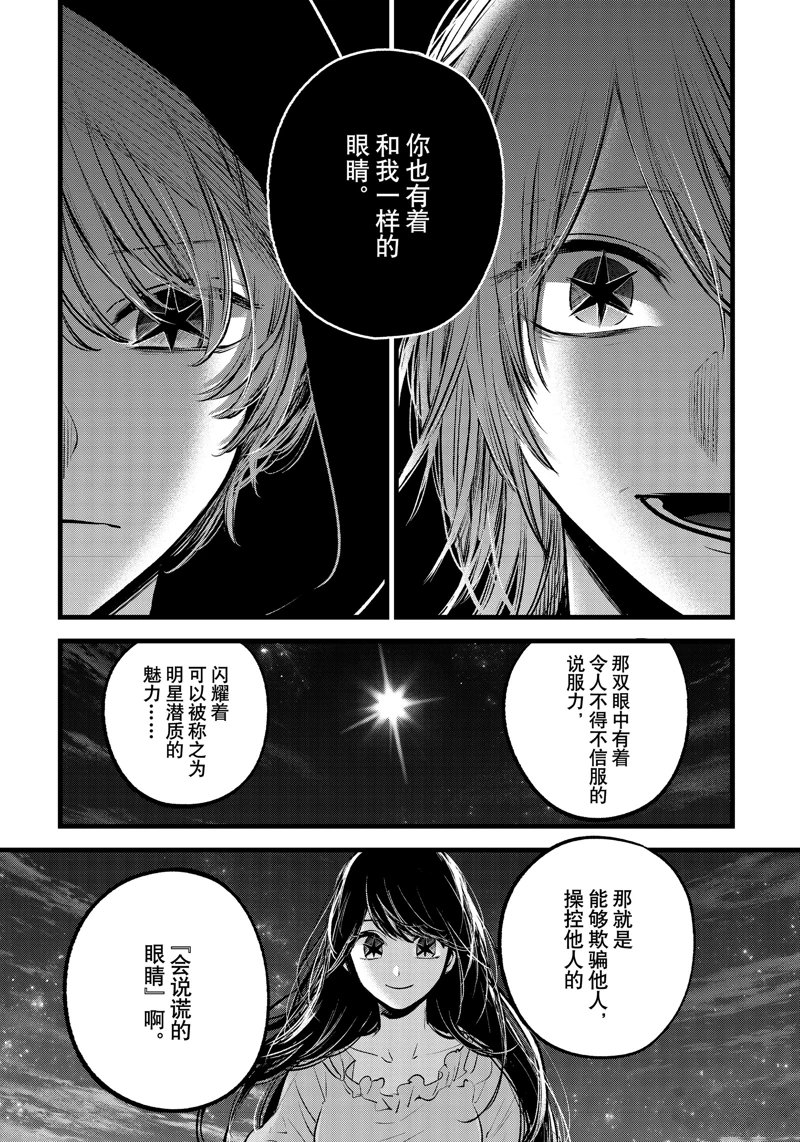 你也有着
和我一样的
眼睛。
那双眼中有着
令人不得不信服的
说服力，
闪耀着
可以被称之为
明星潜质的
魅力……
那就是
能够欺骗他人，
操控他人的
『会说谎的
眼睛』啊。